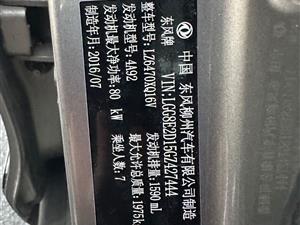 中国 东风柳州汽车有限公司制造
VIN:LGG8E2D15GZ427444
东风牌
整车型号 LZ6470XQ16V
发动机型号 4A92
发动机排量 1590 mL
发动机最大净功率 80 kW
最大允许总质量 1975k
制造年月 2016/07
乘坐人数 7